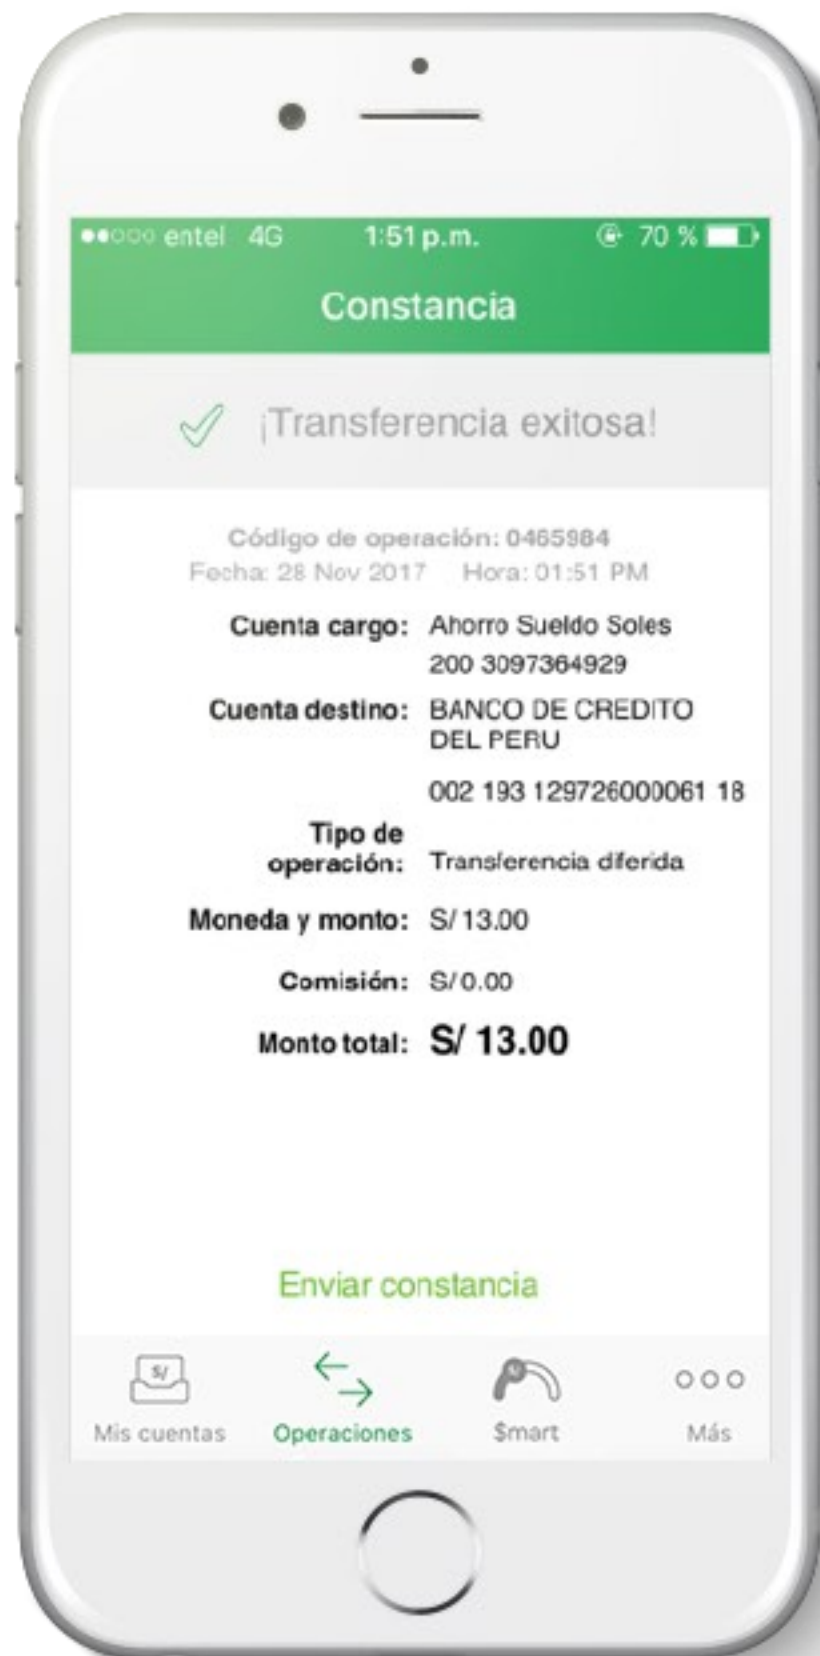 entel 4G 1:51 p.m. 70 %
Constancia
¡Transferencia exitosa!
Código de operación: 0465984
Fecha: 28 Nov 2017 Hora: 01:51 PM
Cuenta cargo: Ahorro Sueldo Soles
200 3097364929
Cuenta destino: BANCO DE CREDITO
DEL PERU
002 193 129726000061 18
Tipo de
operación: Transferencia diferida
Moneda y monto: S/ 13.00
Comisión: S/ 0.00
Monto total: S/ 13.00
Enviar constancia
S/
Mis cuentas Operaciones $mart Más